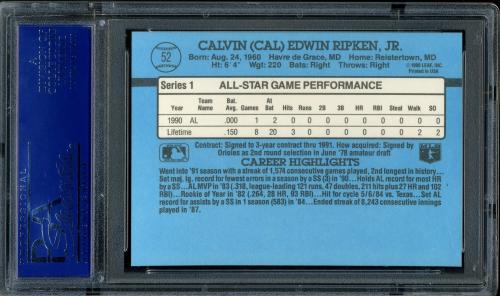 52
CALVIN (CAL) EDWIN RIPKEN, JR.
Born: Aug. 24, 1960 Havre de Grace, MD Home: Reistertown, MD
Ht: 6' 4" Wgt: 220 Bats: Right Throws: Right
© 1990 LEAF, INC.
Printed in USA
Series 1 ALL-STAR GAME PERFORMANCE
Year Team Name Bat. Avg. Games At Bat Hits Runs 2B 3B HR RBI Steal Walk SO
1990 AL .000 1 2 0 0 0 0 0 0 0 0 0
Lifetime .150 8 20 3 0 1 0 0 0 0 2 2
Contract: Signed to 3-year contract thru 1991. How acquired: Signed by
Orioles as 2nd round selection in June '78 amateur draft
CAREER HIGHLIGHTS
Went into '91 season with a streak of 1,574 consecutive games played, 2nd longest in history...
Set maj. lg. record for fewest errors in a season by a SS (3) in '90... Holds AL record for most HR
by a SS... AL MVP in '83 (.318, league-leading 121 runs, 47 doubles, 211 hits plus 27 HR and 102
RBI)... Rookie of Year in '82 (.264, 28 HR, 93 RBI)... Hit for cycle 5/6/84 vs. Texas... Set AL
record for assists by a SS in 1 season (583) in '84... Ended streak of 8,243 consecutive innings
played in '87.
PSA
PROFESSIONAL